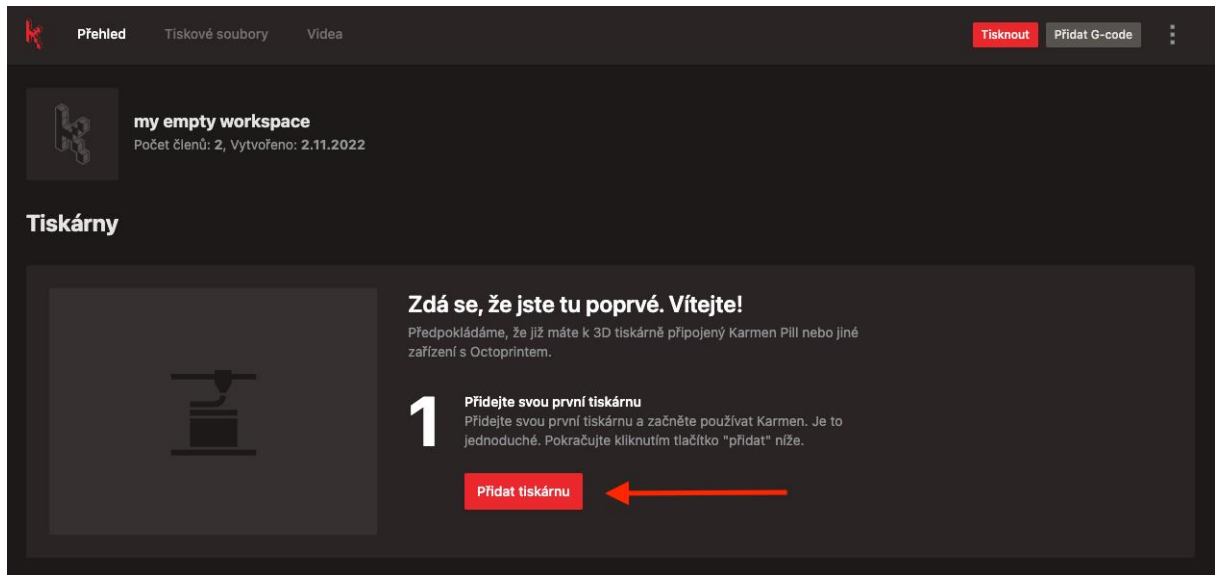 Přehled Tiskové soubory Videa Tisknout Přidat G-code
my empty workspace
Počet členů: 2, Vytvořeno: 2.11.2022
Tiskárny
Zdá se, že jste tu poprvé. Vítejte!
Předpokládáme, že již máte k 3D tiskárně připojený Karmen Pill nebo jiné
zařízení s Octoprintem.
1
Přidejte svou první tiskárnu
Přidejte svou první tiskárnu a začněte používat Karmen. Je to
jednoduché. Pokračujte kliknutím tlačítko "přidat" níže.
Přidat tiskárnu